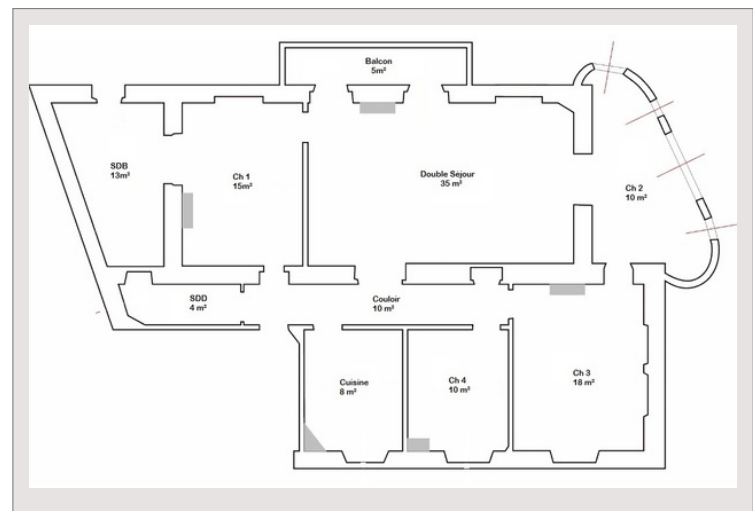 Balcon
5m²
SDB
13m²
Ch 1
15m²
Double Séjour
35 m²
Ch 2
10 m²
SDD
4 m²
Couloir
10 m²
Cuisine
8 m²
Ch 4
10 m²
Ch 3
18 m²